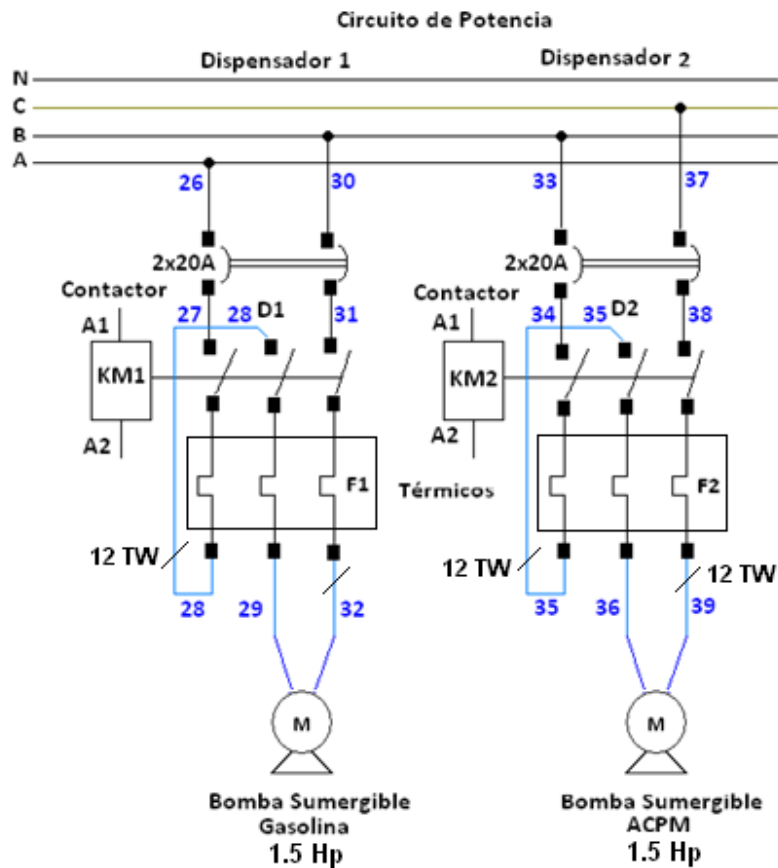 Circuito de Potencia
Dispensador 1 Dispensador 2
N
C
B
A
26 30 33 37
2x20A 2x20A
Contactor Contactor
27 28 D1 31 34 35 D2 38
A1 A1
KM1 KM2
A2 A2
F1 Térmicos F2
12 TW 12 TW 12 TW
28 29 32 35 36 39
M M
Bomba Sumergible Bomba Sumergible
Gasolina ACPM
1.5 Hp 1.5 Hp